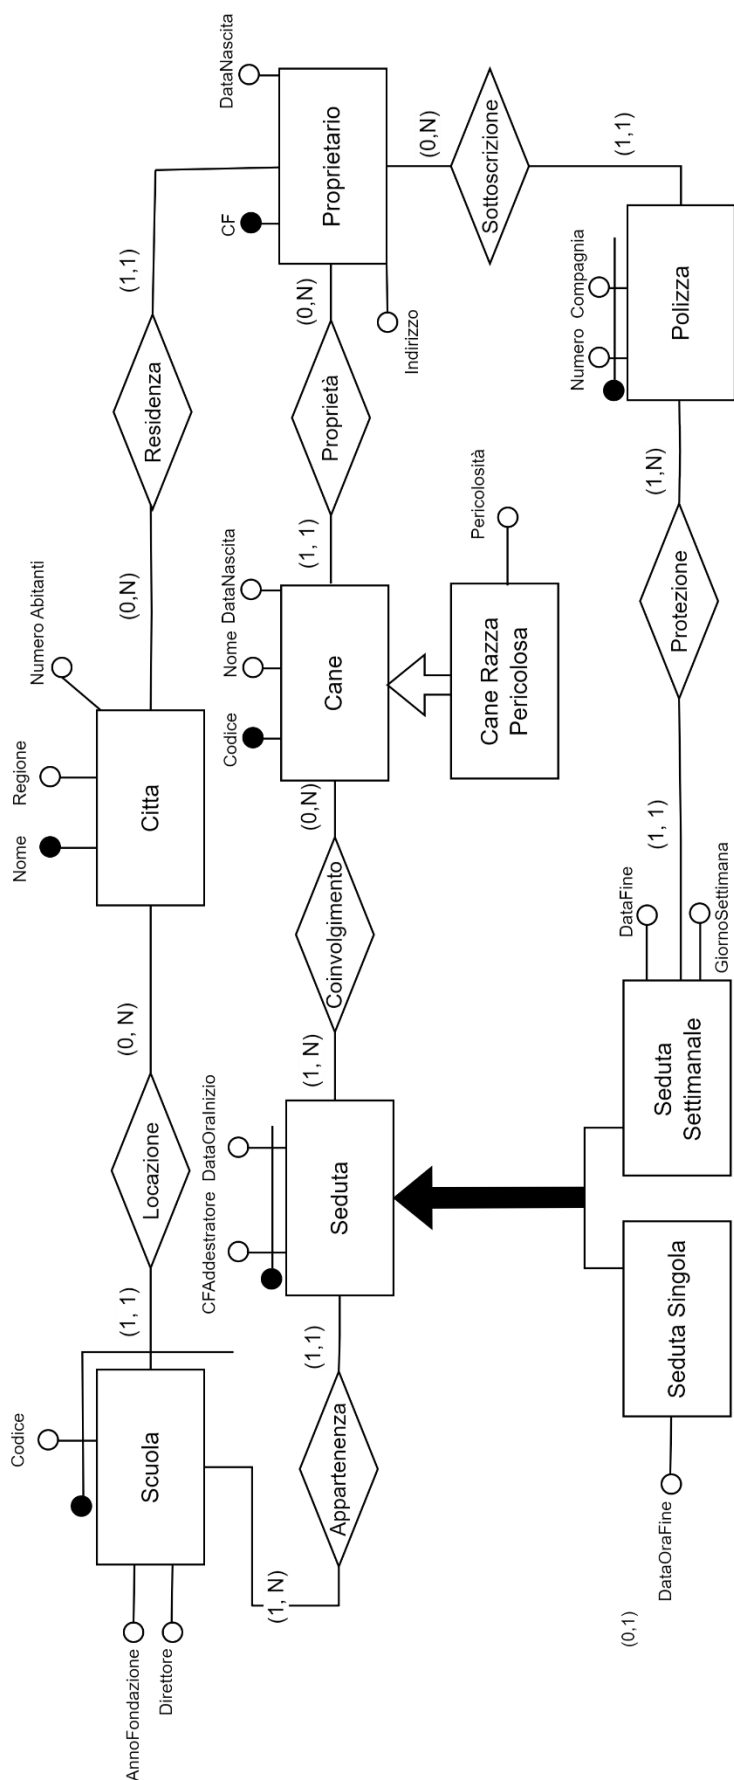 AnnoFondazione
Direttore
Codice
Scuola
(1, 1)
Locazione
(0, N)
Nome
Regione
Numero Abitanti
Citta
(0,N)
Residenza
(1,1)
(1, N)
Appartenenza
(1,1)
CFAddestratore
DataOraInizio
Seduta
(1, N)
Coinvolgimento
(0,N)
Codice
Nome
DataNascita
Cane
(1, 1)
Proprietà
(0,N)
CF
DataNascita
Proprietario
Indirizzo
(0,N)
Sottoscrizione
(1,1)
Cane Razza
Pericolosa
Pericolosità
(0,1)
DataOraFine
Seduta Singola
Seduta
Settimanale
DataFine
GiornoSettimana
(1, 1)
Protezione
(1,N)
Numero
Compagnia
Polizza